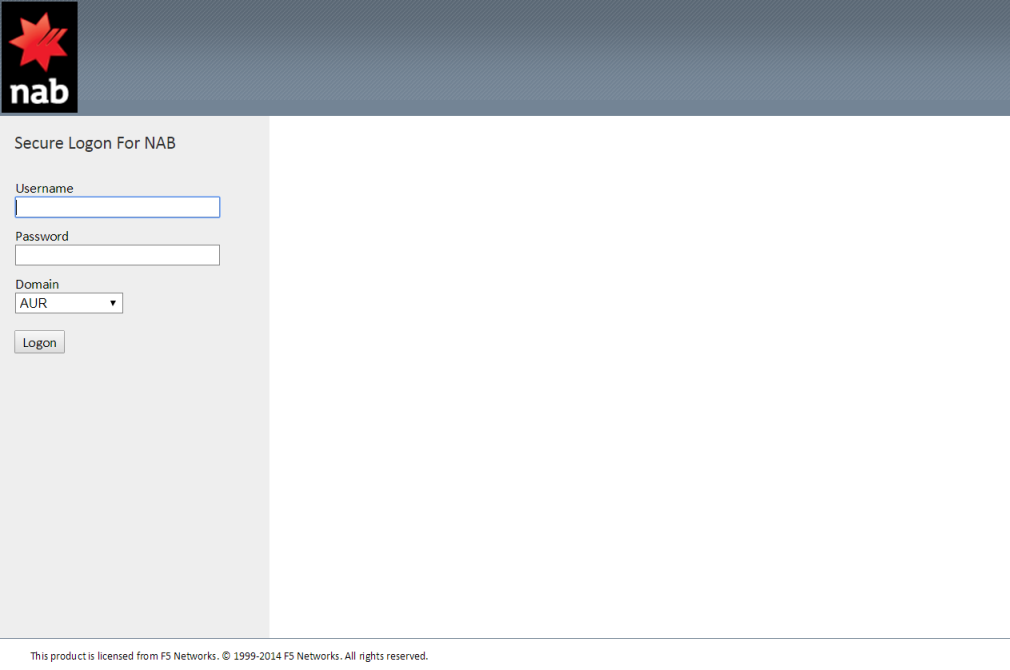 nab
Secure Logon For NAB
Username
Password
Domain
AUR
Logon
This product is licensed from F5 Networks. © 1999-2014 F5 Networks. All rights reserved.